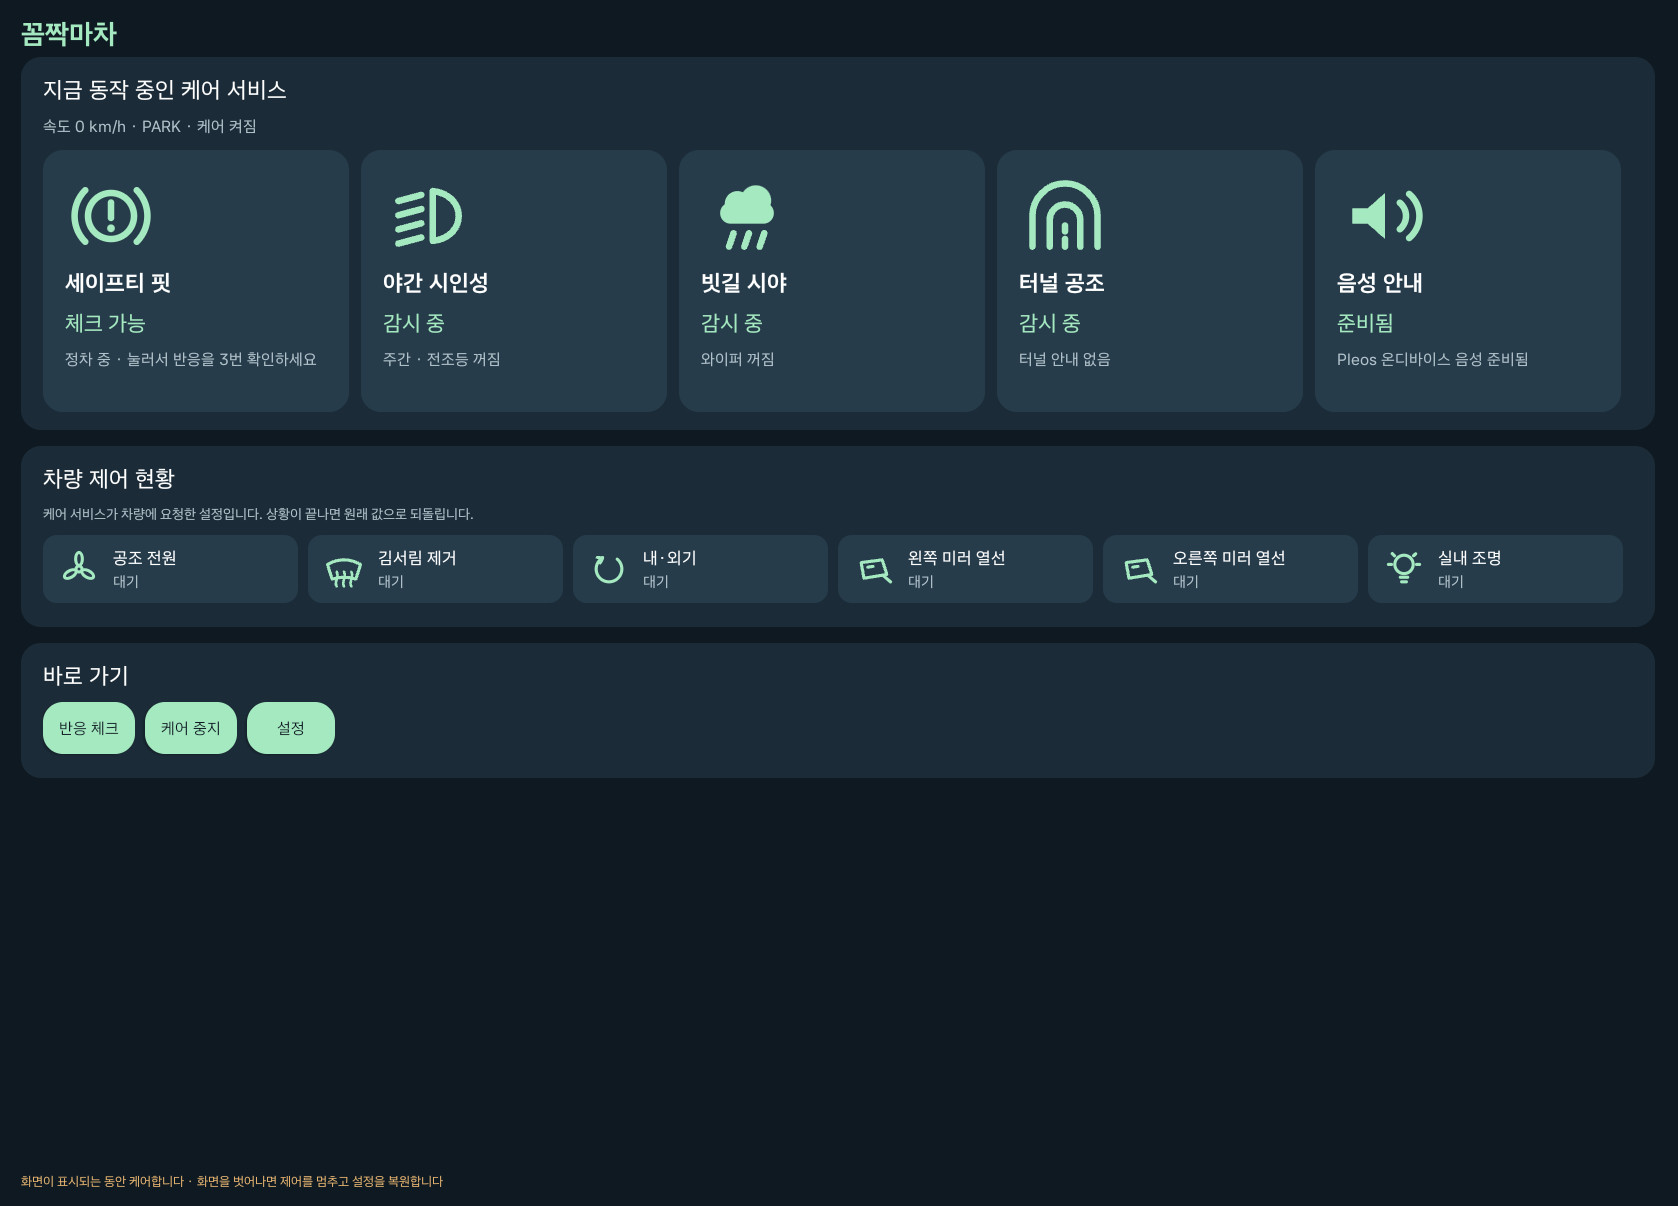 꼼짝마차
지금 동작 중인 케어 서비스
속도 0 km/h · PARK · 케어 켜짐
세이프티 핏
체크 가능
정차 중 · 눌러서 반응을 3번 확인하세요
야간 시인성
감시 중
주간 · 전조등 꺼짐
빗길 시야
감시 중
와이퍼 꺼짐
터널 공조
감시 중
터널 안내 없음
음성 안내
준비됨
Pleos 온디바이스 음성 준비됨
차량 제어 현황
케어 서비스가 차량에 요청한 설정입니다. 상황이 끝나면 원래 값으로 되돌립니다.
공조 전원
대기
김서림 제거
대기
내·외기
대기
왼쪽 미러 열선
대기
오른쪽 미러 열선
대기
실내 조명
대기
바로 가기
반응 체크
케어 중지
설정
화면이 표시되는 동안 케어합니다 · 화면을 벗어나면 제어를 멈추고 설정을 복원합니다